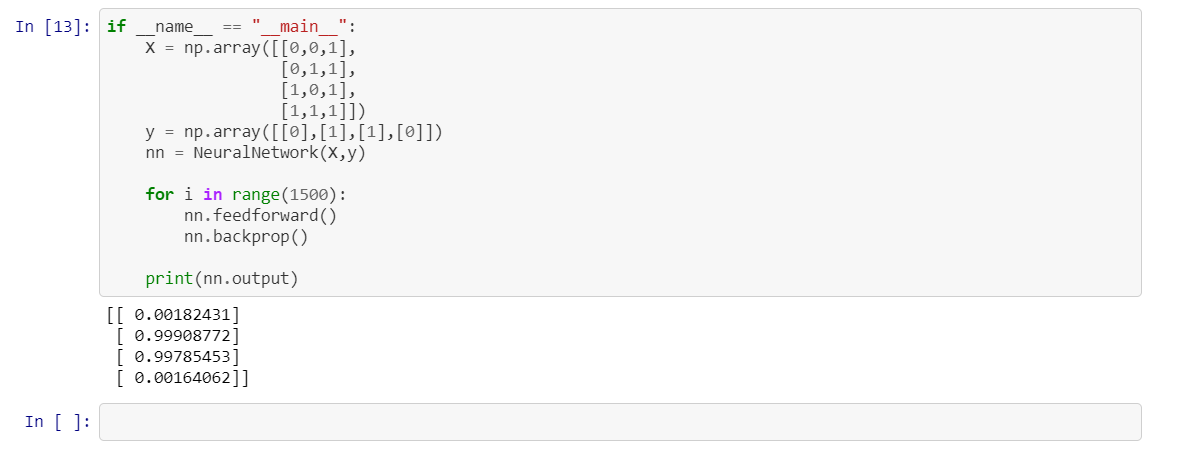 In [13]: if __name__ == "__main__":
    X = np.array([[0,0,1],
                  [0,1,1],
                  [1,0,1],
                  [1,1,1]])
    y = np.array([[0],[1],[1],[0]])
    nn = NeuralNetwork(X,y)
    for i in range(1500):
        nn.feedforward()
        nn.backprop()
    print(nn.output)
[[ 0.00182431]
 [ 0.99908772]
 [ 0.99785453]
 [ 0.00164062]]
In [ ]: